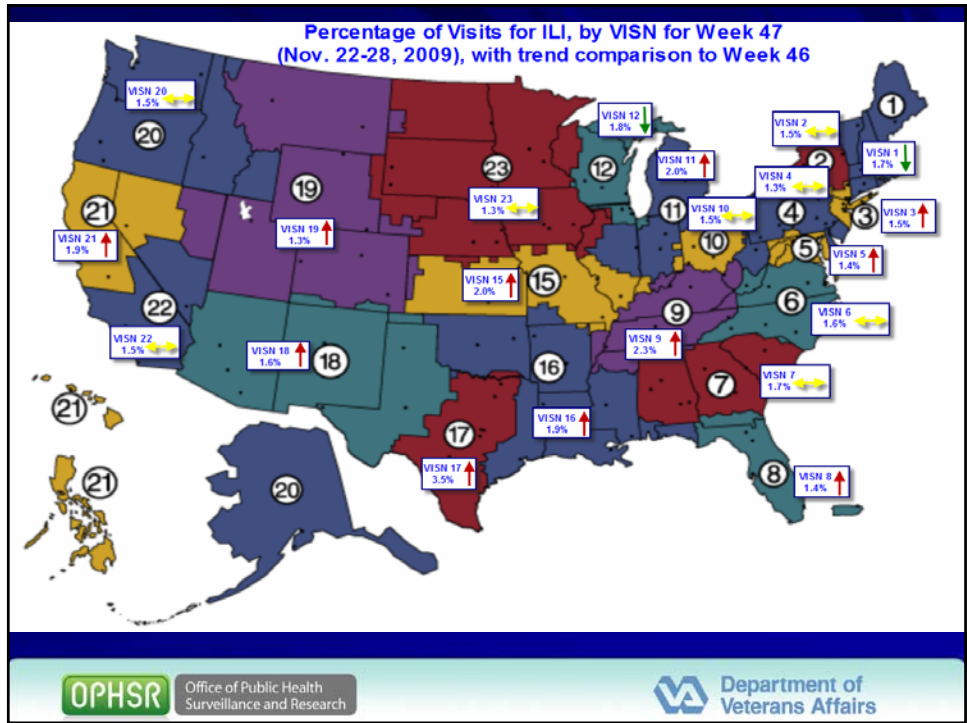 Percentage of Visits for ILI, by VISN for Week 47
(Nov. 22-28, 2009), with trend comparison to Week 46
VISN 20
1.5%
20
VISN 12
1.8%
12
VISN 11
2.0%
11
VISN 2
1.5%
2
1
VISN 1
1.7%
VISN 4
1.3%
4
VISN 3
1.5%
3
23
VISN 23
1.3%
19
VISN 19
1.3%
21
VISN 21
1.9%
VISN 10
1.5%
10
5
VISN 5
1.4%
VISN 15
2.0%
15
6
VISN 6
1.6%
22
VISN 22
1.5%
9
VISN 9
2.3%
VISN 18
1.6%
18
16
VISN 16
1.9%
7
VISN 7
1.7%
21
17
VISN 17
3.5%
8
VISN 8
1.4%
21
20
OPHSR
Office of Public Health
Surveillance and Research
VA
Department of
Veterans Affairs